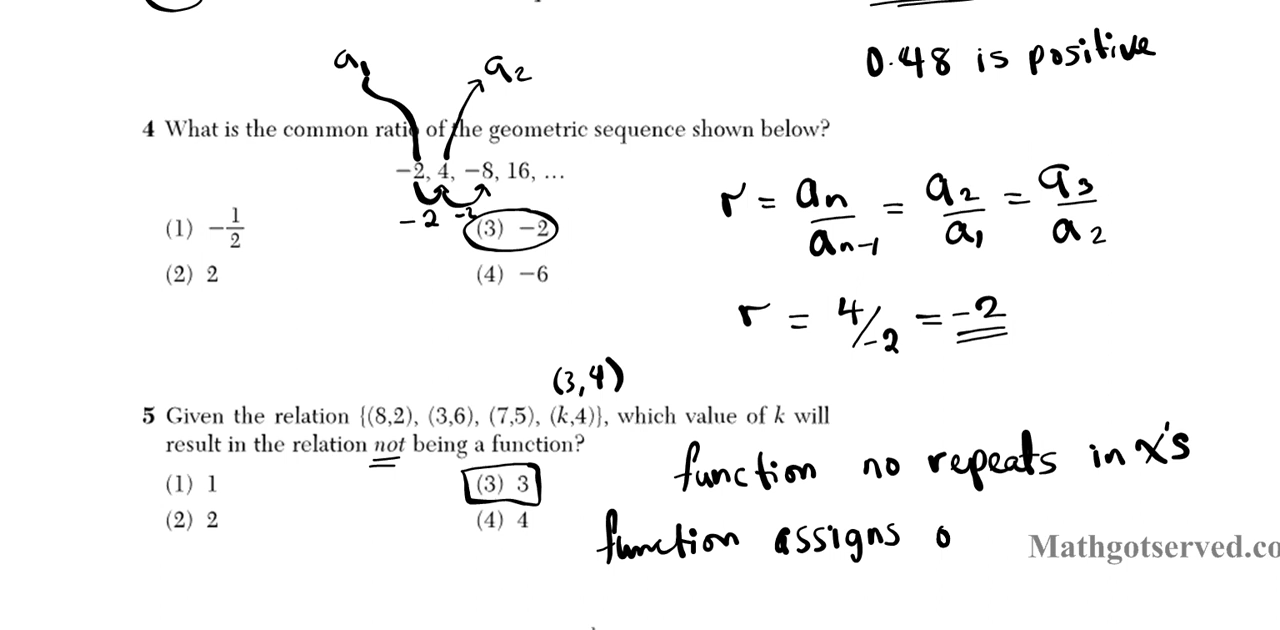 0.48 is positive
a1
a2
4 What is the common ratio of the geometric sequence shown below?
−2, 4, −8, 16, …
−2 −2
r = an/an−1 = a2/a1 = a3/a2
(1) −1/2
(3) −2
(2) 2
(4) −6
r = 4/−2 = −2
(3,4)
5 Given the relation {(8,2), (3,6), (7,5), (k,4)}, which value of k will
result in the relation not being a function?
function no repeats in x's
(1) 1
(3) 3
(2) 2
(4) 4
function assigns o
Mathgotserved.co